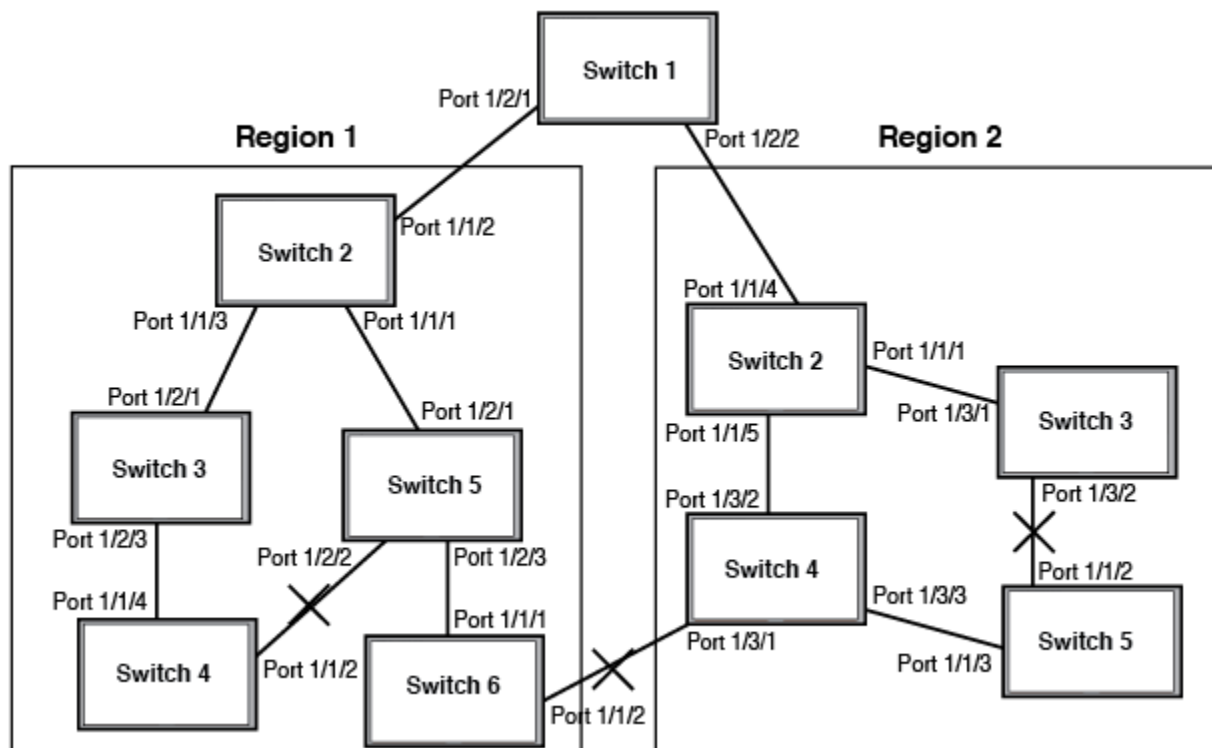 Switch 1
Port 1/2/1
Region 1
Port 1/2/2
Region 2
Port 1/1/2
Switch 2
Port 1/1/4
Port 1/1/3
Port 1/1/1
Switch 2
Port 1/1/1
Port 1/2/1
Port 1/2/1
Port 1/3/1
Switch 3
Port 1/1/5
Switch 3
Switch 5
Port 1/3/2
Port 1/3/2
Port 1/2/3
Port 1/2/2
Port 1/2/3
Switch 4
Port 1/1/2
Port 1/1/4
Port 1/3/3
Port 1/1/1
Port 1/3/1
Switch 5
Switch 4
Port 1/1/2
Switch 6
Port 1/1/3
Port 1/1/2